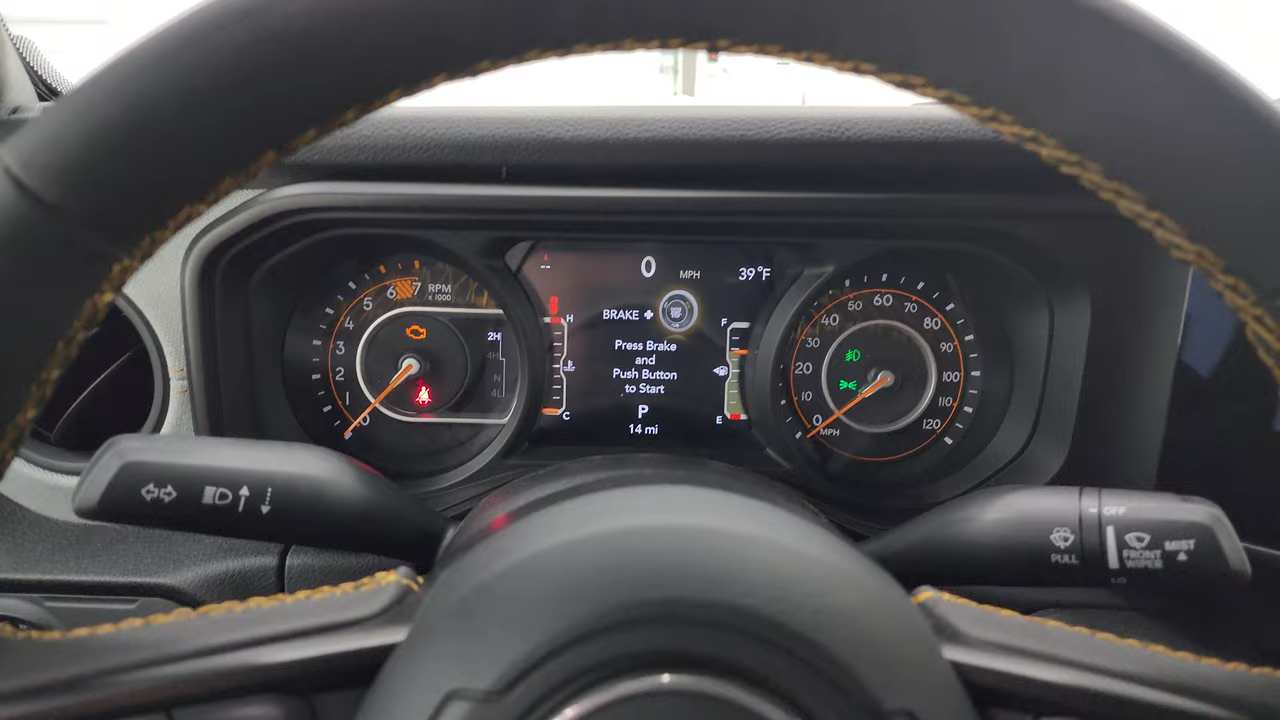 0 MPH 39°F
BRAKE +
Press Brake
and
Push Button
to Start
P
14 mi
H
C
F
E
RPM
x 1000
0
1
2
3
4
5
6
7
2H
4H
N
4L
0
10
20
30
40
50
60
70
80
90
100
110
120
MPH
OFF
PULL
FRONT
WIPER
MIST
LO